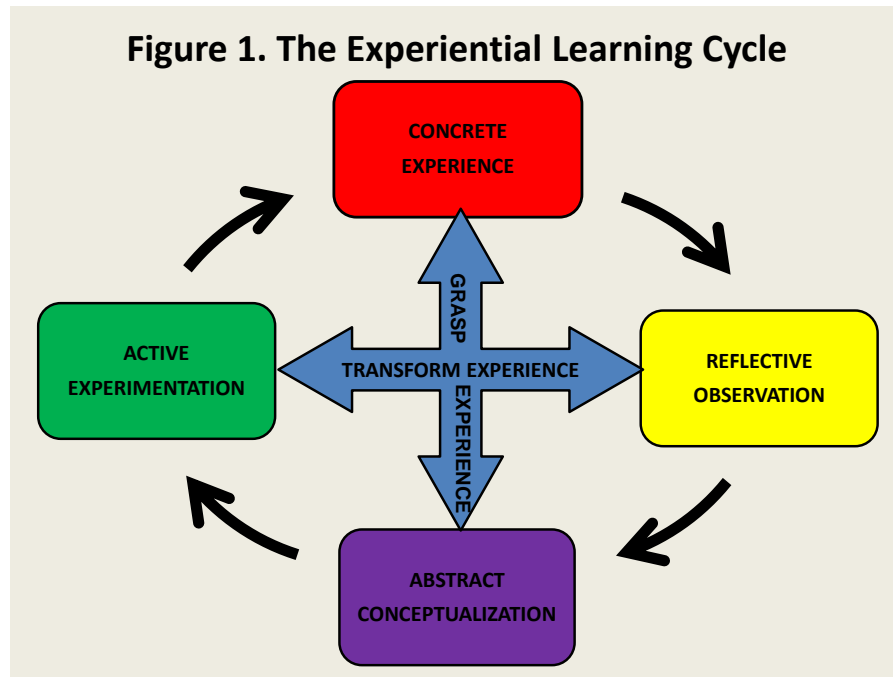 Figure 1. The Experiential Learning Cycle
CONCRETE
EXPERIENCE
GRASP
ACTIVE
EXPERIMENTATION
TRANSFORM EXPERIENCE
REFLECTIVE
OBSERVATION
EXPERIENCE
ABSTRACT
CONCEPTUALIZATION